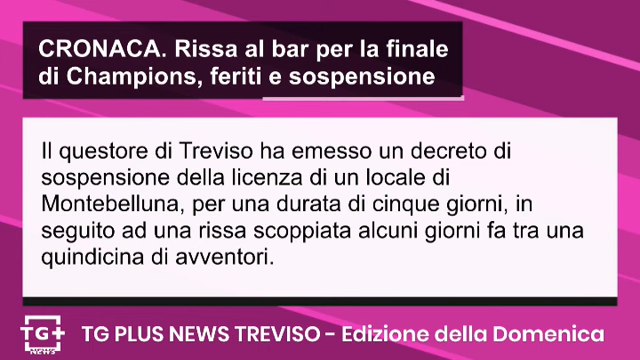 CRONACA. Rissa al bar per la finale
di Champions, feriti e sospensione
Il questore di Treviso ha emesso un decreto di
sospensione della licenza di un locale di
Montebelluna, per una durata di cinque giorni, in
seguito ad una rissa scoppiata alcuni giorni fa tra una
quindicina di avventori.
TG+
NEWS
TG PLUS NEWS TREVISO - Edizione della Domenica